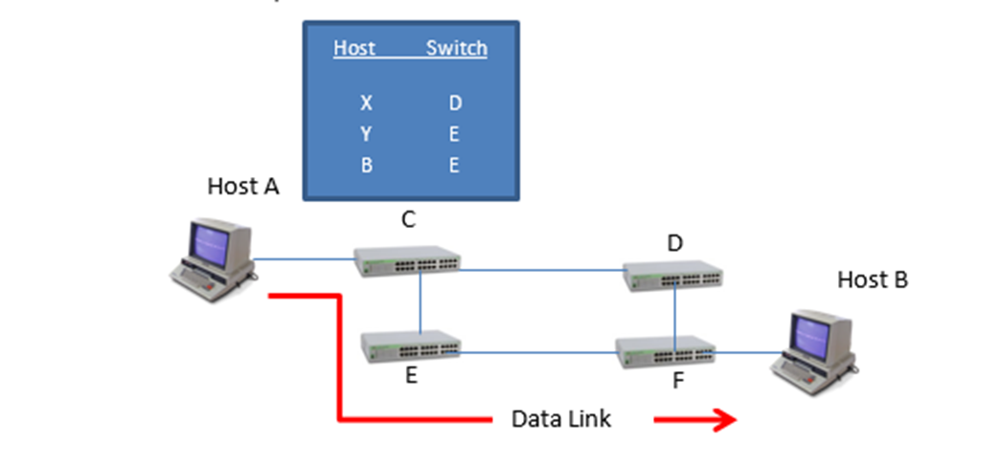 Host Switch
X D
Y E
B E
Host A
C
D
Host B
E
F
Data Link